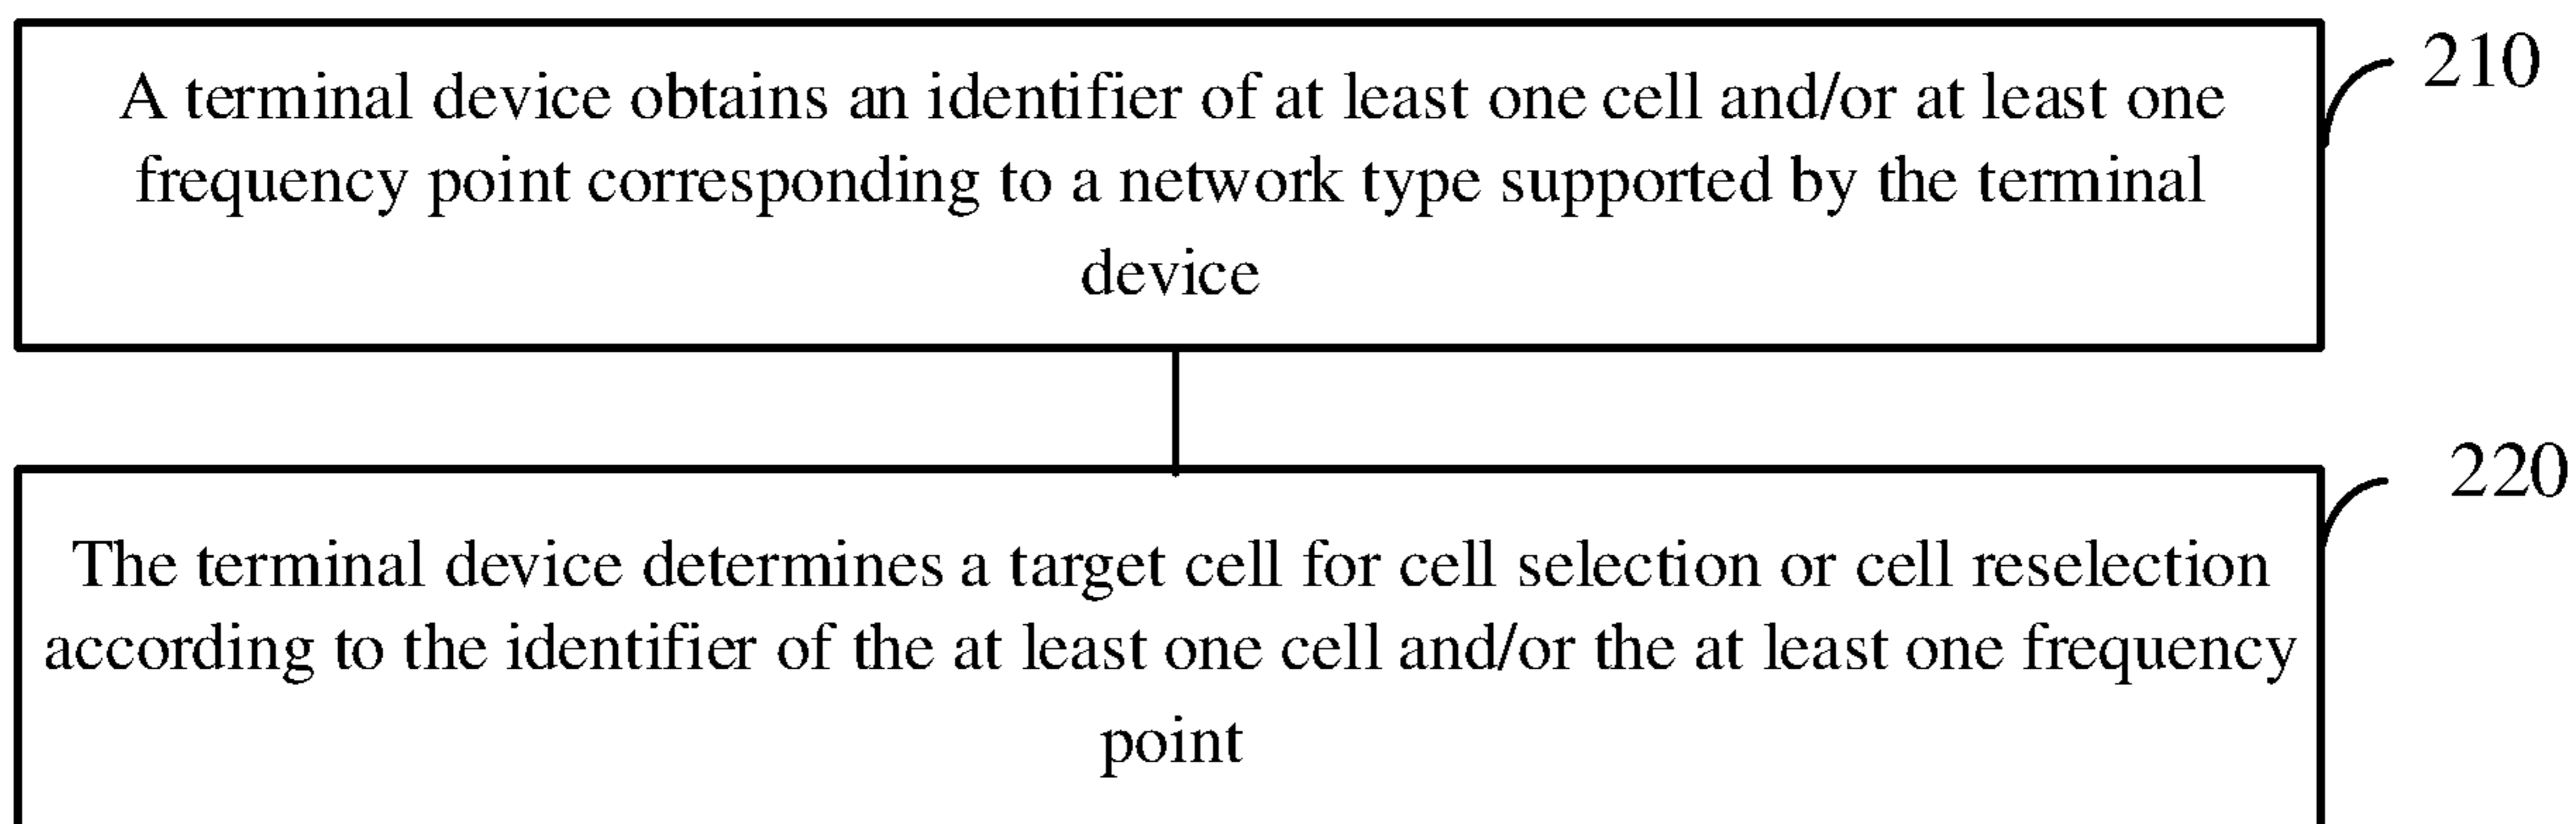 210
A terminal device obtains an identifier of at least one cell and/or at least one
frequency point corresponding to a network type supported by the terminal
device
220
The terminal device determines a target cell for cell selection or cell reselection
according to the identifier of the at least one cell and/or the at least one frequency
point